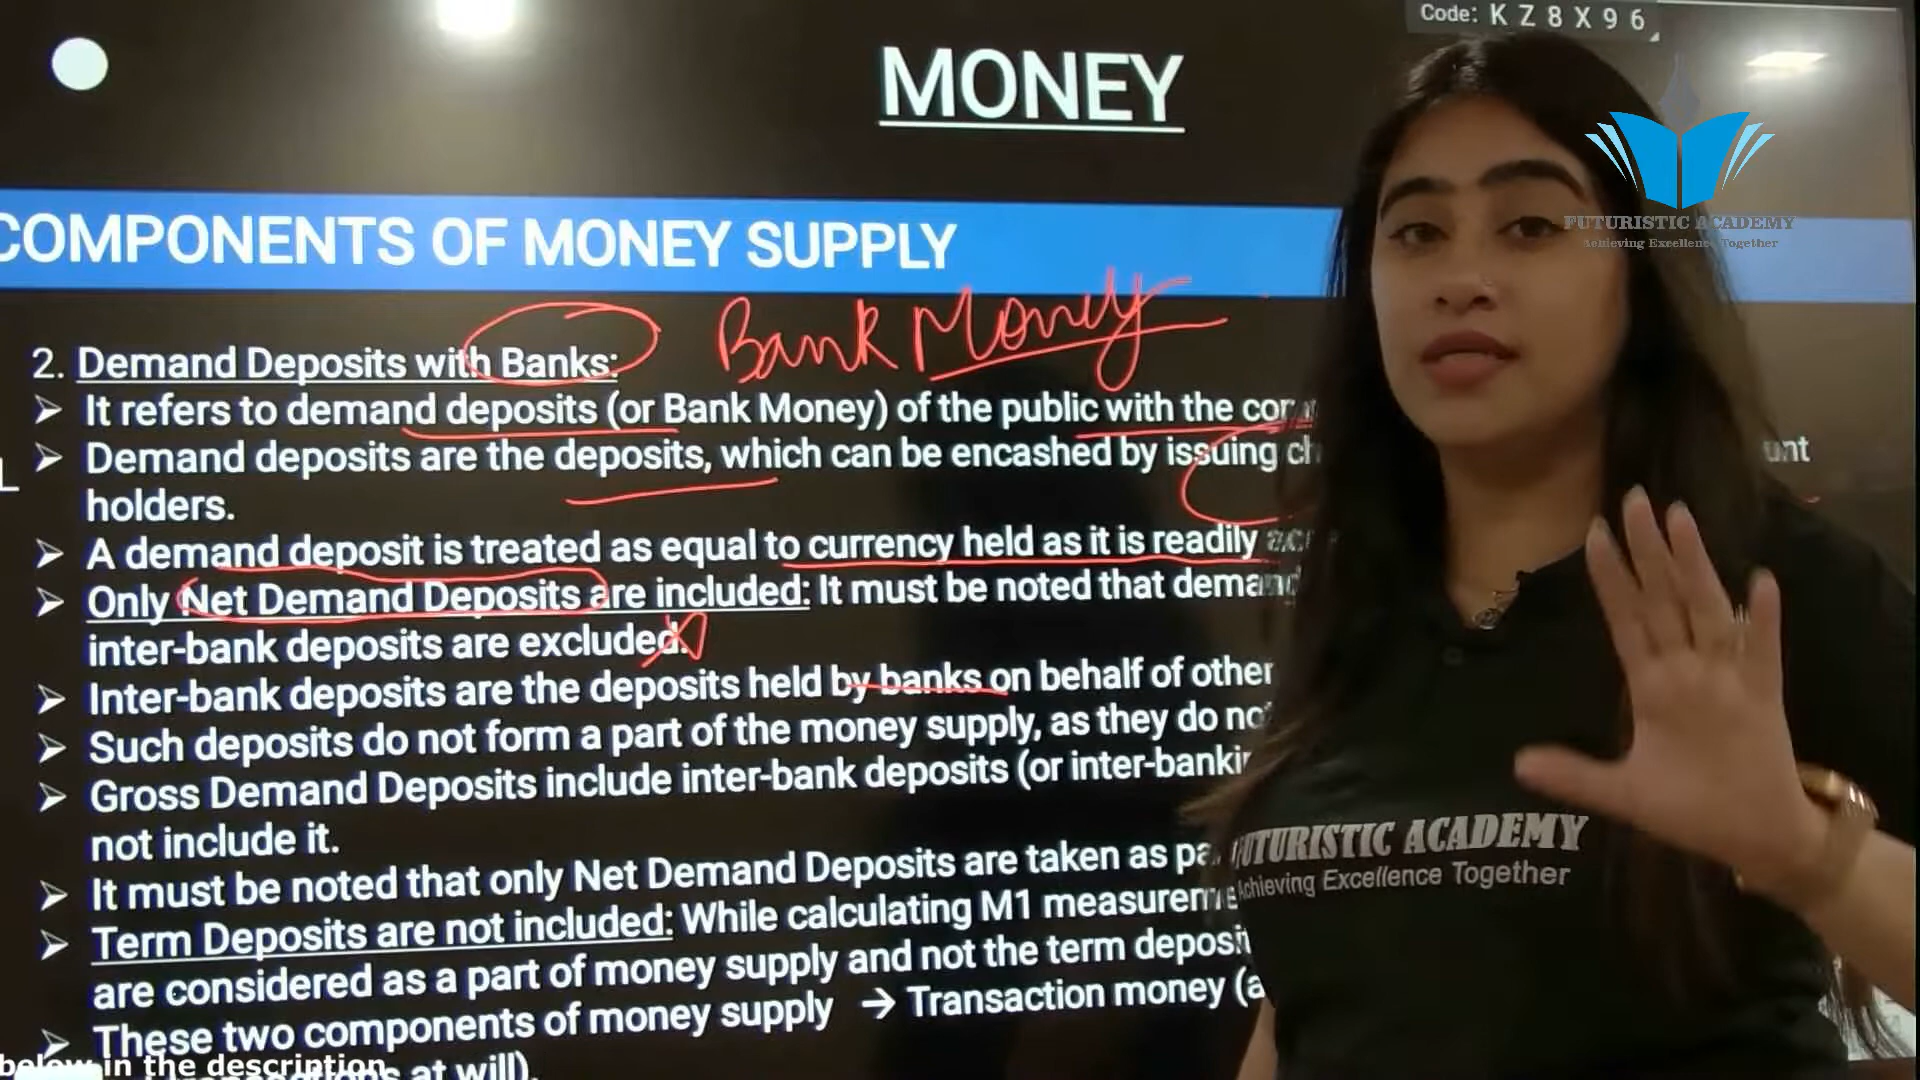 Code: K Z 8 X 9 6
MONEY
FUTURISTIC ACADEMY
Achieving Excellence Together
COMPONENTS OF MONEY SUPPLY
Bank Money
2. Demand Deposits with Banks:
➤ It refers to demand deposits (or Bank Money) of the public with the
➤ Demand deposits are the deposits, which can be encashed by issuing
holders.
➤ A demand deposit is treated as equal to currency held as it is readily
➤ Only Net Demand Deposits are included: It must be noted that
inter-bank deposits are excluded.
➤ Inter-bank deposits are the deposits held by banks on behalf of other
➤ Such deposits do not form a part of the money supply, as they do
➤ Gross Demand Deposits include inter-bank deposits (or
not include it.
➤ It must be noted that only Net Demand Deposits are taken as
➤ Term Deposits are not included: While calculating M1
are considered as a part of money supply and not the term
➤ These two components of money supply → Transaction money
at will).
FUTURISTIC ACADEMY
Achieving Excellence Together
below in the description